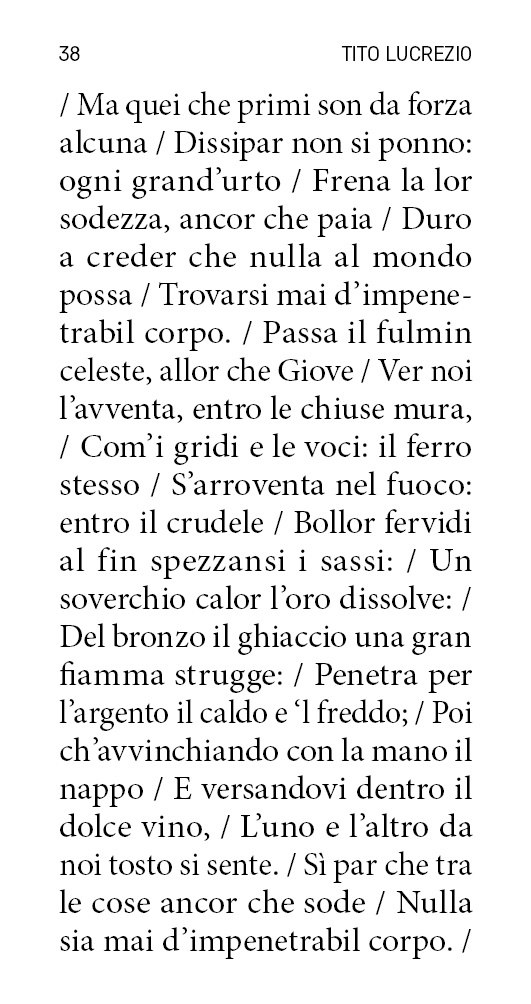 38 TITO LUCREZIO
/ Ma quei che primi son da forza
alcuna / Dissipar non si ponno:
ogni grand’urto / Frena la lor
sodezza, ancor che paia / Duro
a creder che nulla al mondo
possa / Trovarsi mai d’impene-
trabil corpo. / Passa il fulmin
celeste, allor che Giove / Ver noi
l’avventa, entro le chiuse mura,
/ Com’i gridi e le voci: il ferro
stesso / S’arroventa nel fuoco:
entro il crudele / Bollor fervidi
al fin spezzansi i sassi: / Un
soverchio calor l’oro dissolve: /
Del bronzo il ghiaccio una gran
fiamma strugge: / Penetra per
l’argento il caldo e ‘l freddo; / Poi
ch’avvinchiando con la mano il
nappo / E versandovi dentro il
dolce vino, / L’uno e l’altro da
noi tosto si sente. / Sì par che tra
le cose ancor che sode / Nulla
sia mai d’impenetrabil corpo. /